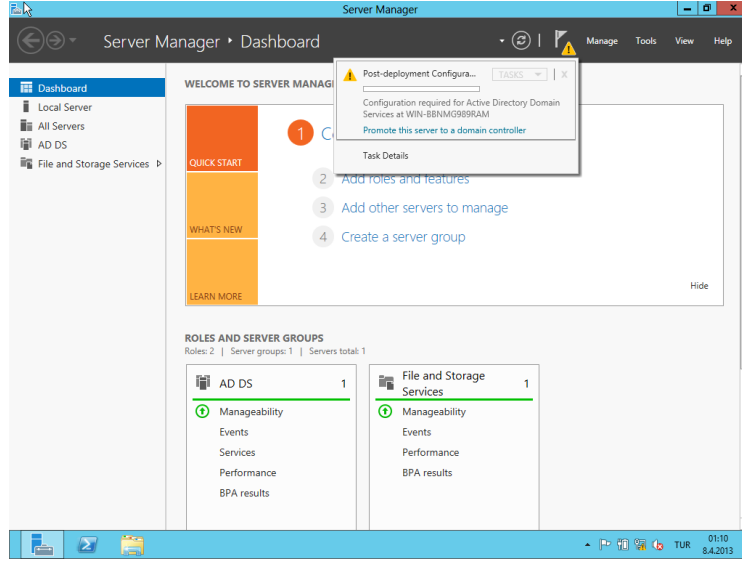 Server Manager
Server Manager • Dashboard
Manage Tools View Help
Dashboard
Local Server
All Servers
AD DS
File and Storage Services
WELCOME TO SERVER MANAG
Post-deployment Configura... TASKS X
Configuration required for Active Directory Domain
Services at WIN-BBNMG989RAM
Promote this server to a domain controller
Task Details
QUICK START
WHAT'S NEW
LEARN MORE
1 C
2 Add roles and features
3 Add other servers to manage
4 Create a server group
Hide
ROLES AND SERVER GROUPS
Roles: 2 | Server groups: 1 | Servers total: 1
AD DS 1
Manageability
Events
Services
Performance
BPA results
File and Storage
Services 1
Manageability
Events
Performance
BPA results
TUR
01:10
8.4.2013